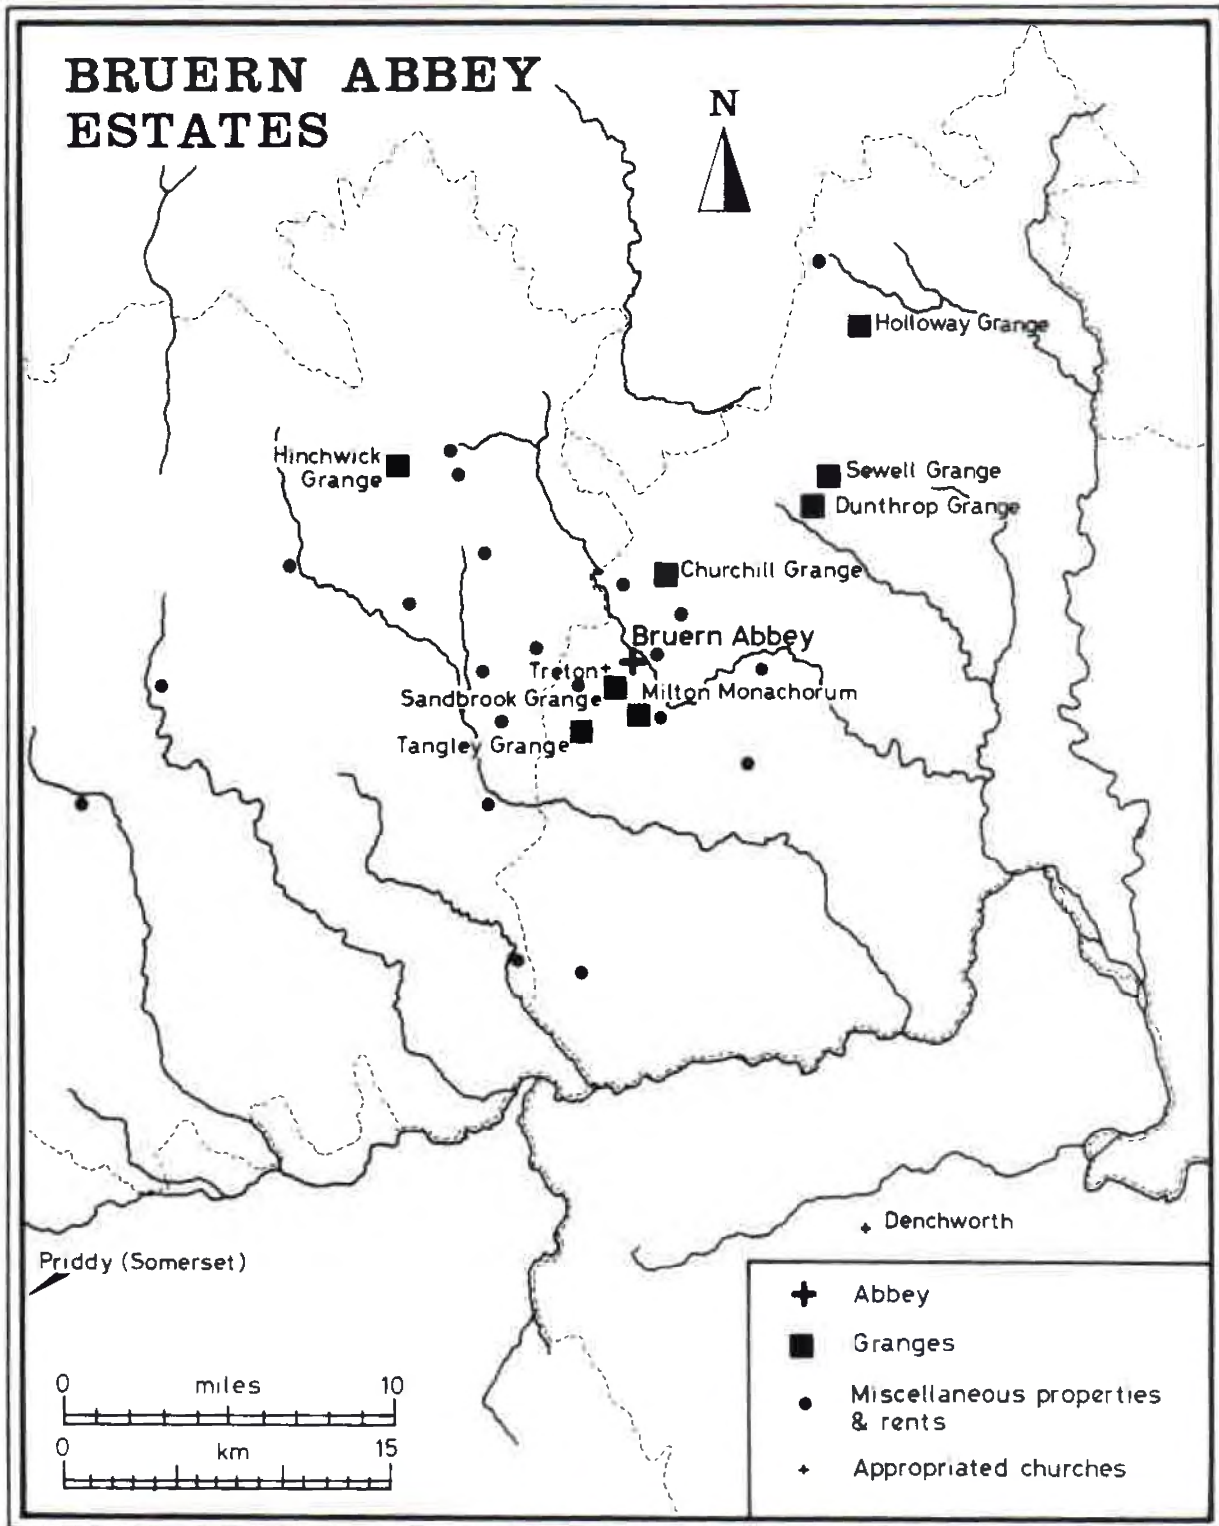 BRUERN ABBEY
ESTATES
N
Holloway Grange
Hinchwick
Grange
Sewell Grange
Dunthrop Grange
Churchill Grange
Bruern Abbey
Treton
Sandbrook Grange
Milton Monachorum
Tangley Grange
Denchworth
Priddy (Somerset)
0 miles 10
0 km 15
Abbey
Granges
Miscellaneous properties
& rents
Appropriated churches